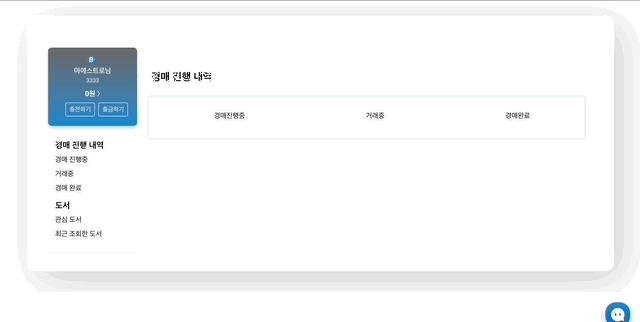 B
마에스트로님
3333
0원 >
충전하기 출금하기
경매 진행 내역
경매 진행중
거래중
경매 완료
도서
관심 도서
최근 조회한 도서
경매 진행 내역
경매진행중 거래중 경매완료